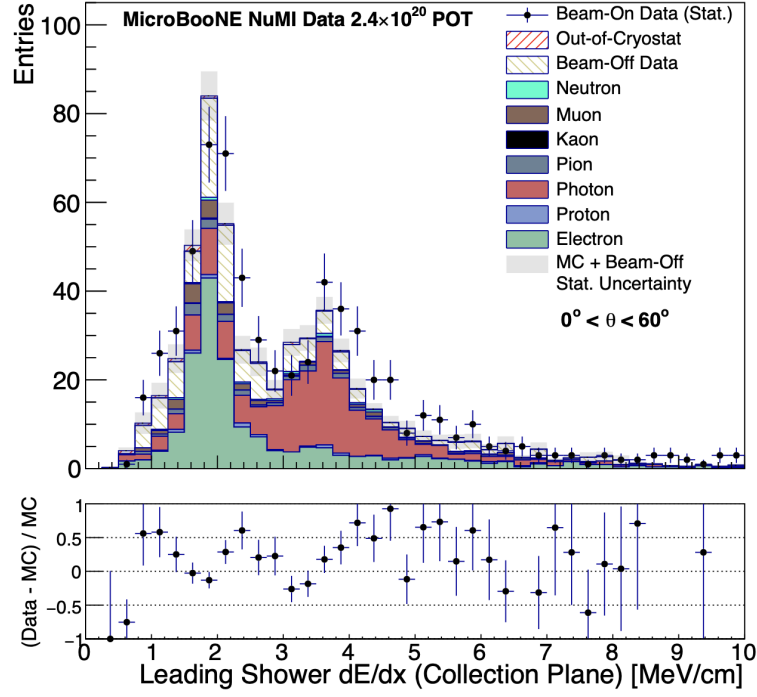 MicroBooNE NuMI Data 2.4×10²⁰ POT
Entries
100
80
60
40
20
0
Beam-On Data (Stat.)
Out-of-Cryostat
Beam-Off Data
Neutron
Muon
Kaon
Pion
Photon
Proton
Electron
MC + Beam-Off
Stat. Uncertainty
0° < θ < 60°
(Data - MC) / MC
1
0.5
0
−0.5
−1
0 1 2 3 4 5 6 7 8 9 10
Leading Shower dE/dx (Collection Plane) [MeV/cm]